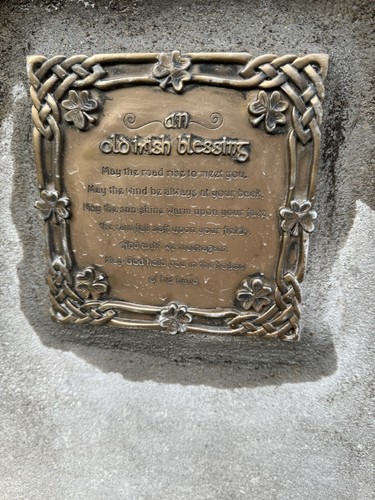 an
old irish blessing
May the road rise to meet you,
May the wind be always at your back,
May the sun shine warm upon your face,
the rain fall soft upon your fields,
And until we meet again,
May God hold you in the hollow
of his hand.